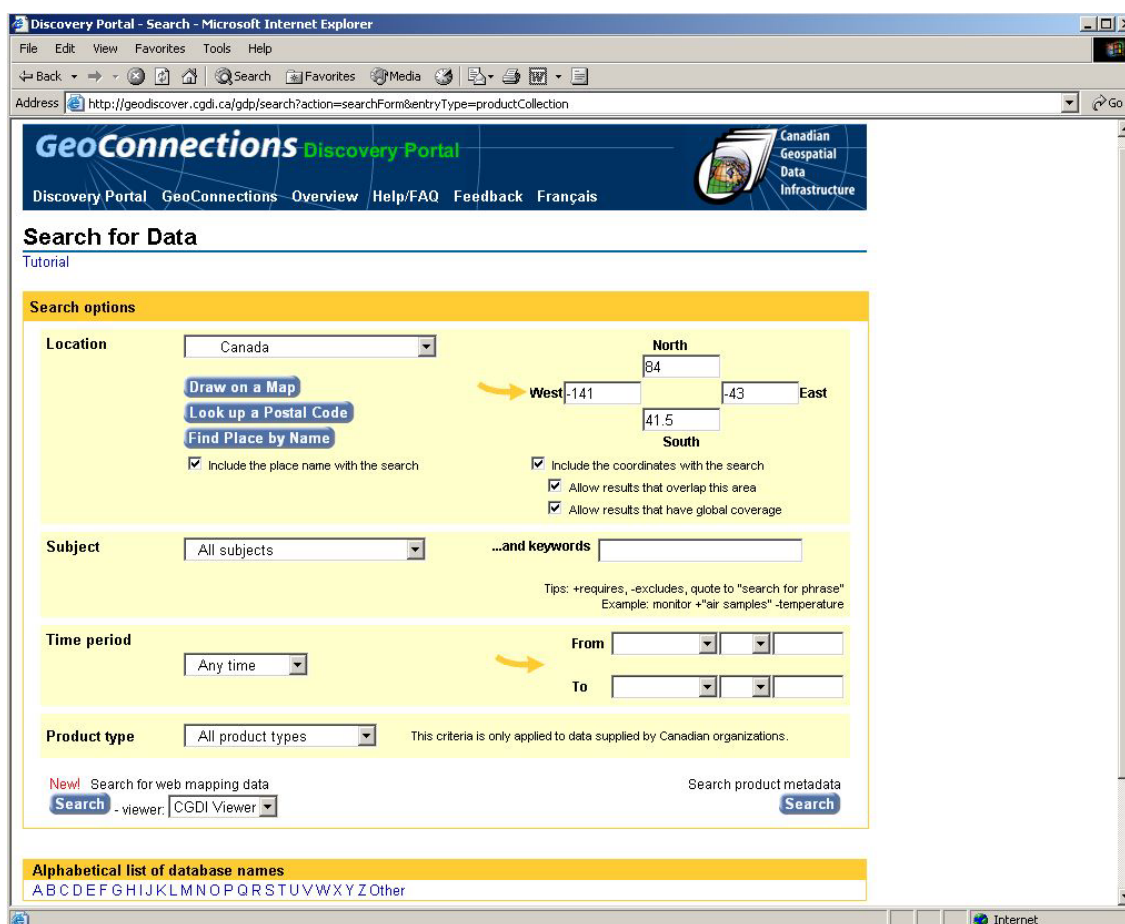 Discovery Portal - Search - Microsoft Internet Explorer
File Edit View Favorites Tools Help
Back Search Favorites Media
Address http://geodiscover.cgdi.ca/gdp/search?action=searchForm&entryType=productCollection Go
GeoConnections Discovery Portal
Canadian
Geospatial
Data
Infrastructure
Discovery Portal GeoConnections Overview Help/FAQ Feedback Français
Search for Data
Tutorial
Search options
Location Canada
North
84
Draw on a Map
West -141 -43 East
Look up a Postal Code
41.5
Find Place by Name
South
Include the place name with the search
Include the coordinates with the search
Allow results that overlap this area
Allow results that have global coverage
Subject All subjects ...and keywords
Tips: +requires, -excludes, quote to "search for phrase"
Example: monitor +"air samples" -temperature
Time period
From
Any time
To
Product type All product types This criteria is only applied to data supplied by Canadian organizations.
New! Search for web mapping data
Search product metadata
Search - viewer: CGDI Viewer
Search
Alphabetical list of database names
A B C D E F G H I J K L M N O P Q R S T U V W X Y Z Other
Internet